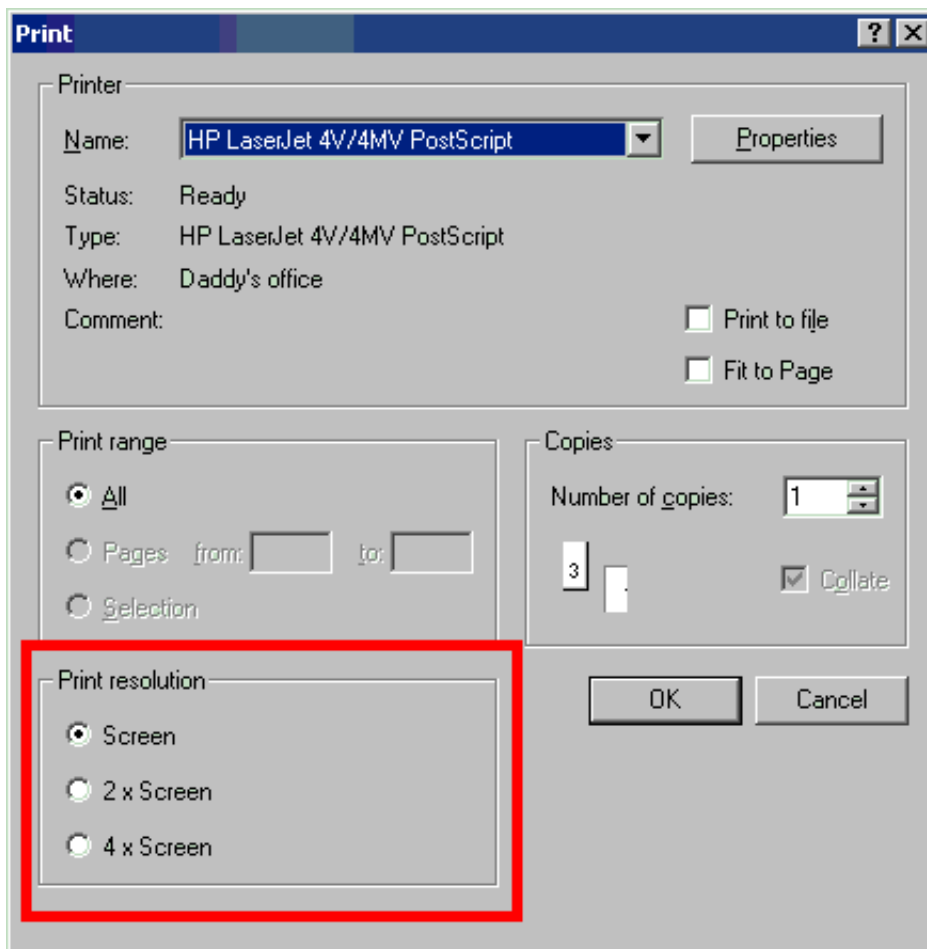 Print
Printer
Name: HP LaserJet 4V/4MV PostScript Properties
Status: Ready
Type: HP LaserJet 4V/4MV PostScript
Where: Daddy's office
Comment: Print to file
Fit to Page
Print range
All
Pages from: to:
Selection
Copies
Number of copies: 1
3
Collate
Print resolution
Screen
2 x Screen
4 x Screen
OK Cancel